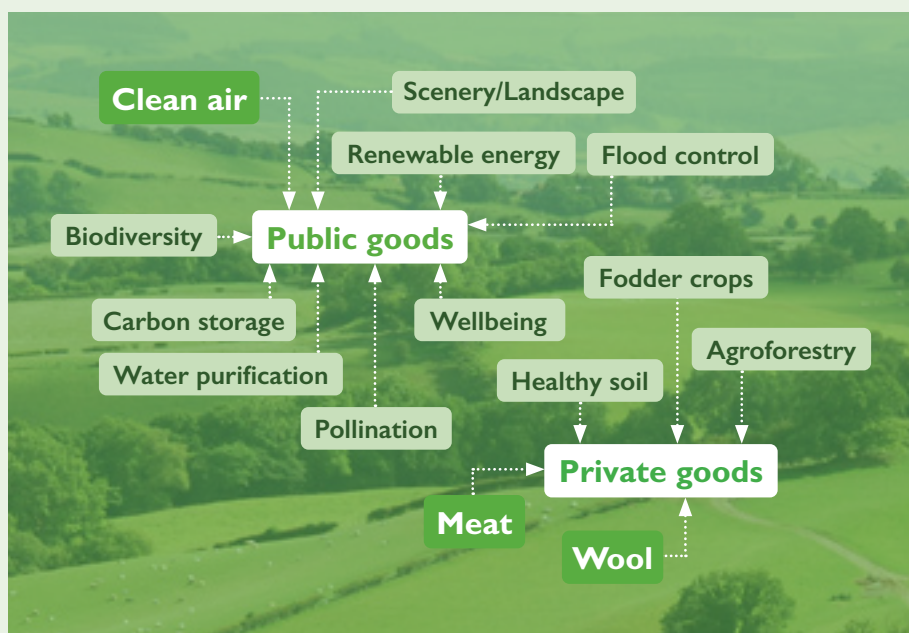 Clean air
Scenery/Landscape
Renewable energy
Flood control
Biodiversity
Public goods
Carbon storage
Wellbeing
Water purification
Pollination
Fodder crops
Agroforestry
Healthy soil
Private goods
Meat
Wool